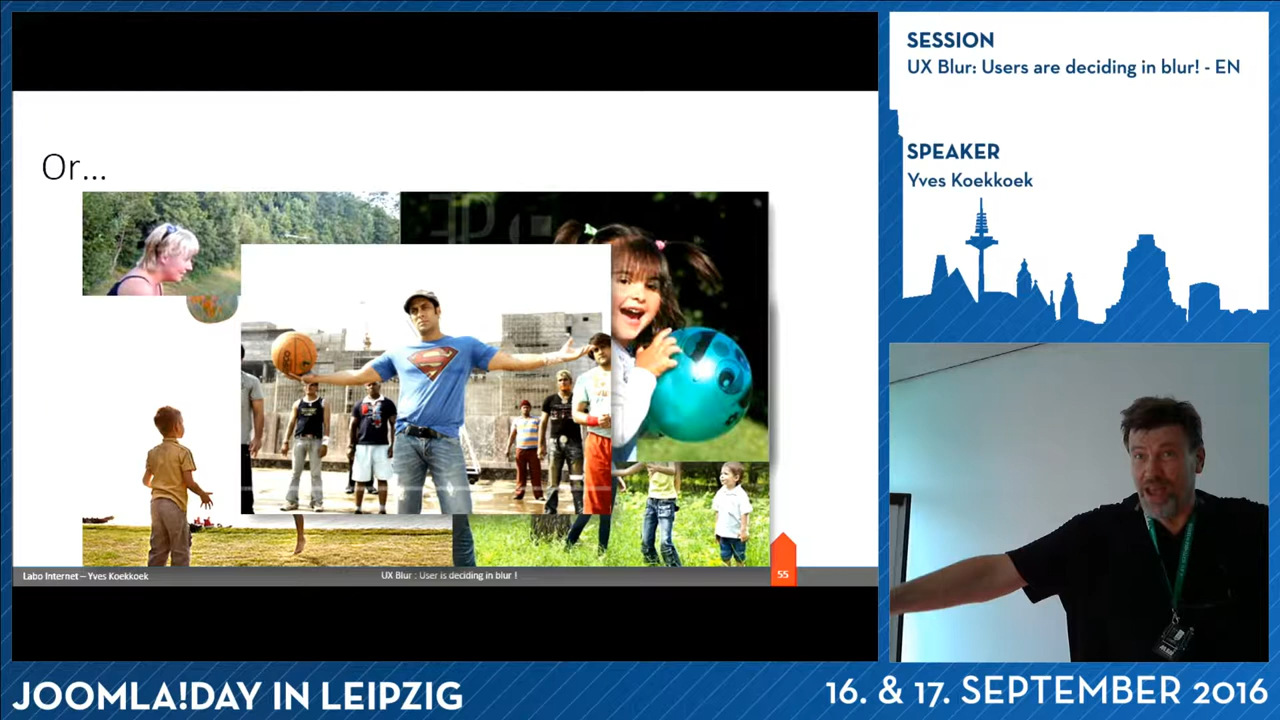 SESSION
UX Blur: Users are deciding in blur! - EN
SPEAKER
Yves Koekkoek
Or...
Labo Internet – Yves Koekkoek
UX Blur : User is deciding in blur !
55
JOOMLA!DAY IN LEIPZIG
16. & 17. SEPTEMBER 2016